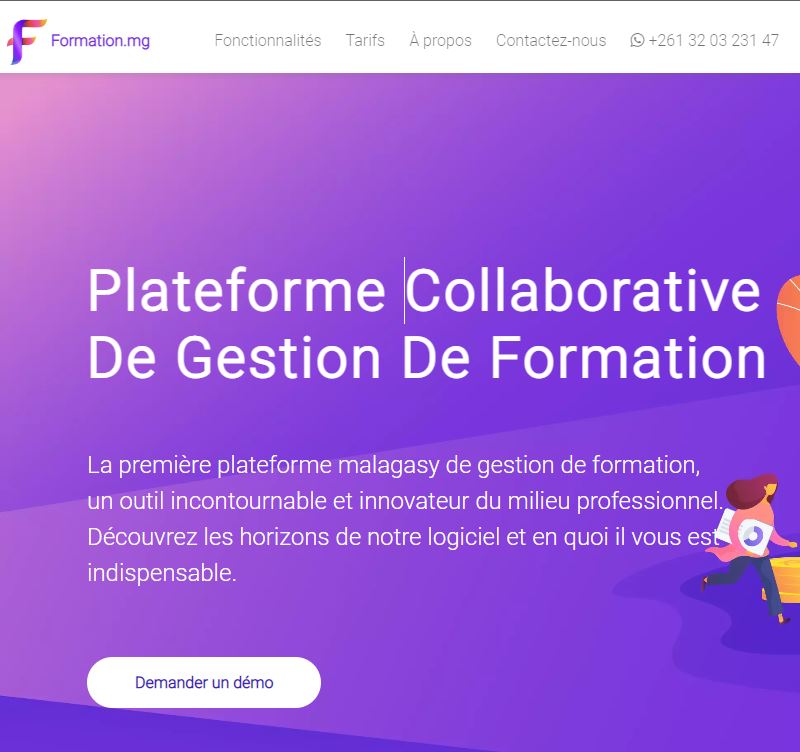 Formation.mg
Fonctionnalités
Tarifs
À propos
Contactez-nous
+261 32 03 231 47
Plateforme Collaborative
De Gestion De Formation
La première plateforme malagasy de gestion de formation,
un outil incontournable et innovateur du milieu professionnel.
Découvrez les horizons de notre logiciel et en quoi il vous est
indispensable.
Demander un démo